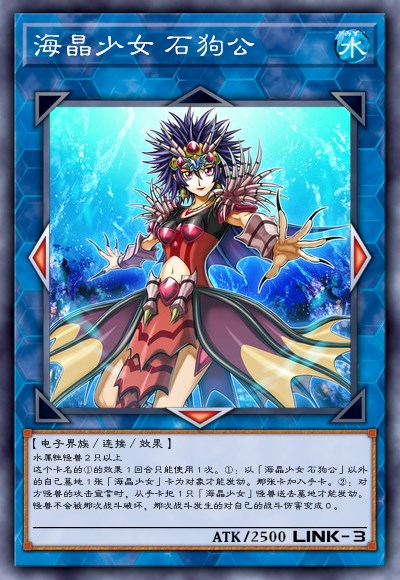 海晶少女 石狗公
水
【电子界族／连接／效果】
水属性怪兽２只以上
这个卡名的①的效果１回合只能使用１次。①：以「海晶少女 石狗公」以外
的自己墓地１张「海晶少女」卡为对象才能发动。那张卡加入手卡。②：对
方怪兽的攻击宣言时，从手卡把１只「海晶少女」怪兽送去墓地才能发动。
怪兽不会被那次战斗破坏，那次战斗发生的对自己的战斗伤害变成０。
ATK/2500 LINK-3